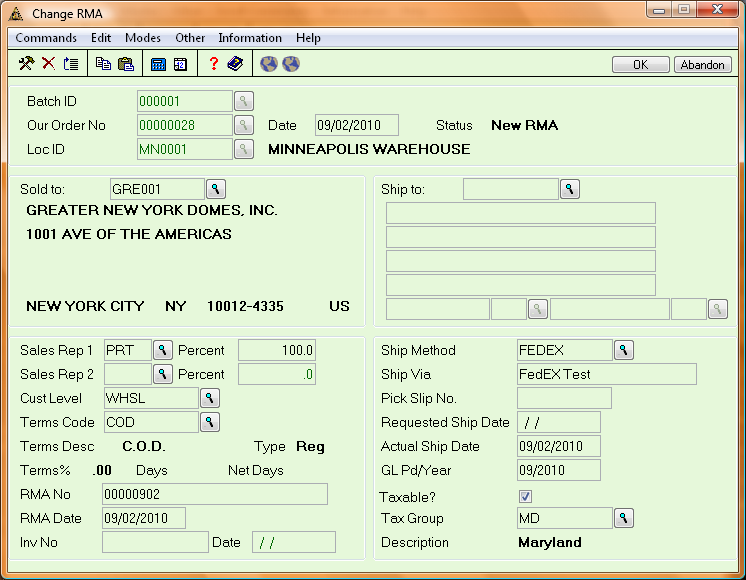 Change RMA
Commands Edit Modes Other Information Help
OK Abandon
Batch ID 000001
Our Order No 00000028 Date 09/02/2010 Status New RMA
Loc ID MN0001 MINNEAPOLIS WAREHOUSE
Sold to: GRE001
GREATER NEW YORK DOMES, INC.
1001 AVE OF THE AMERICAS
NEW YORK CITY NY 10012-4335 US
Ship to:
Sales Rep 1 PRT Percent 100.0
Sales Rep 2 Percent .0
Cust Level WHSL
Terms Code COD
Terms Desc C.O.D. Type Reg
Terms% .00 Days Net Days
RMA No 00000902
RMA Date 09/02/2010
Inv No Date / /
Ship Method FEDEX
Ship Via FedEX Test
Pick Slip No.
Requested Ship Date / /
Actual Ship Date 09/02/2010
GL Pd/Year 09/2010
Taxable?
Tax Group MD
Description Maryland